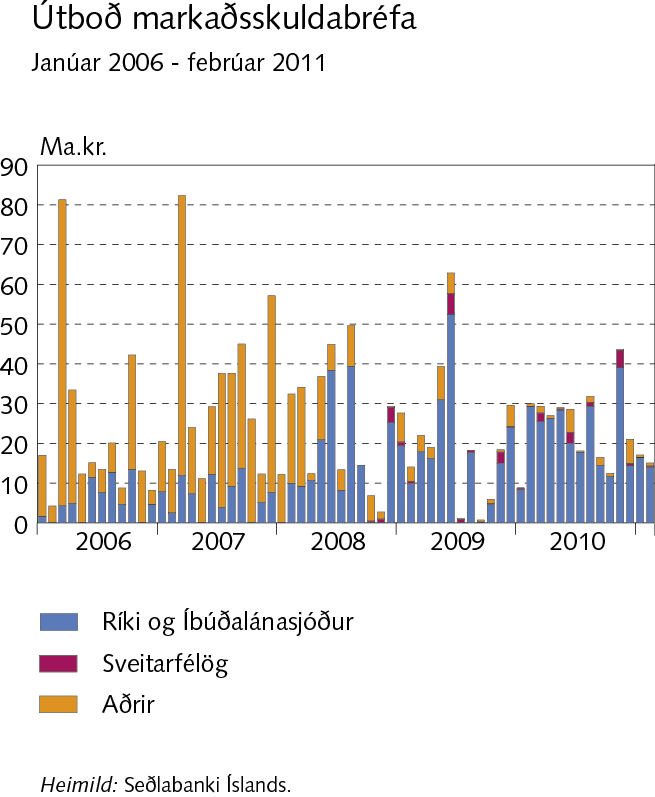 Útboð markaðsskuldabréfa
Janúar 2006 - febrúar 2011
Ma.kr.
90
80
70
60
50
40
30
20
10
0
2006 2007 2008 2009 2010
Ríki og Íbúðalánasjóður
Sveitarfélög
Aðrir
Heimild: Seðlabanki Íslands.